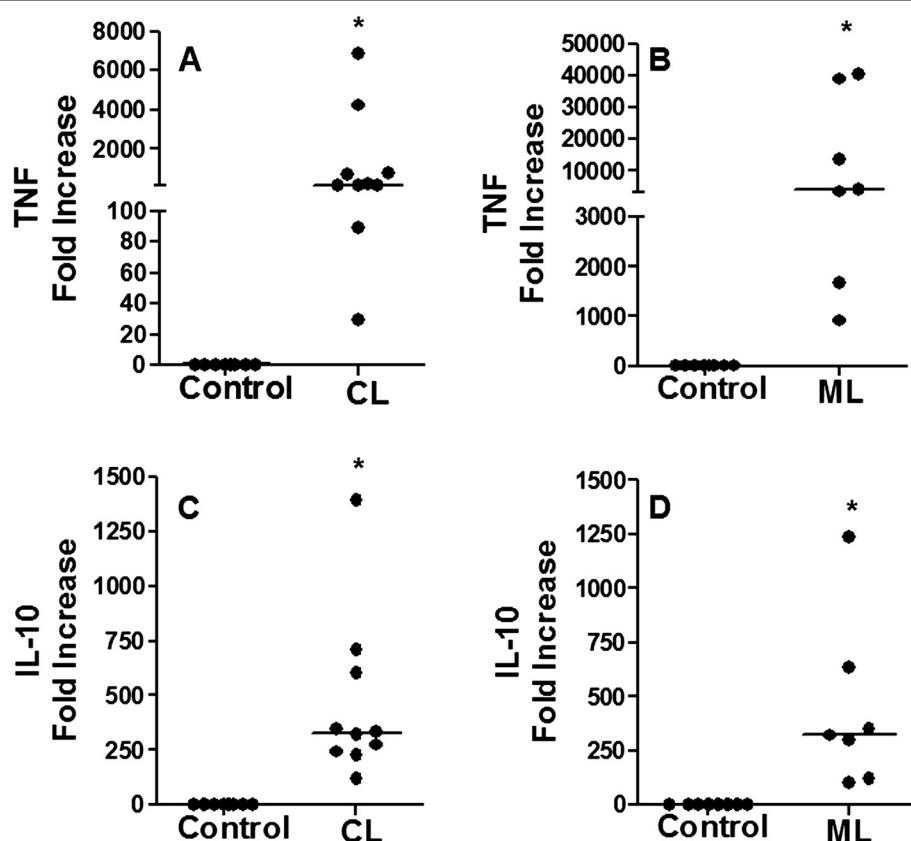 A
*
8000
6000
4000
2000
100
80
60
40
20
0
TNF
Fold Increase
Control
CL
B
*
50000
40000
30000
20000
10000
3000
2000
1000
0
TNF
Fold Increase
Control
ML
C
*
1500
1250
1000
750
500
250
0
IL-10
Fold Increase
Control
CL
D
*
1500
1250
1000
750
500
250
0
IL-10
Fold Increase
Control
ML